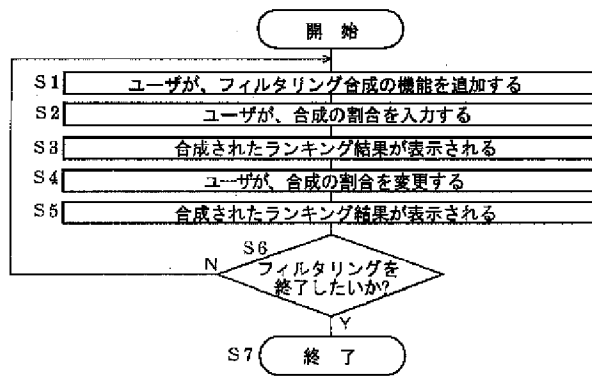 開 始
S1 ユーザが、フィルタリング合成の機能を追加する
S2 ユーザが、合成の割合を入力する
S3 合成されたランキング結果が表示される
S4 ユーザが、合成の割合を変更する
S5 合成されたランキング結果が表示される
S6
N
フィルタリングを
終了したいか?
Y
S7 終 了